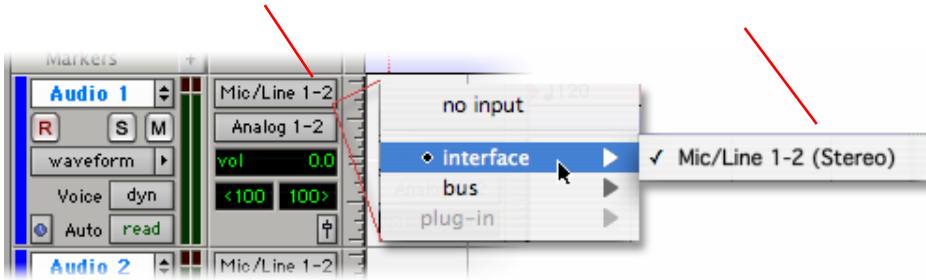 Markers +
Audio 1 Mic/Line 1-2
no input
R S M Analog 1-2
waveform vol 0.0 interface ✓ Mic/Line 1-2 (Stereo)
Voice dyn <100 100> bus
plug-in
Auto read
Audio 2 Mic/Line 1-2